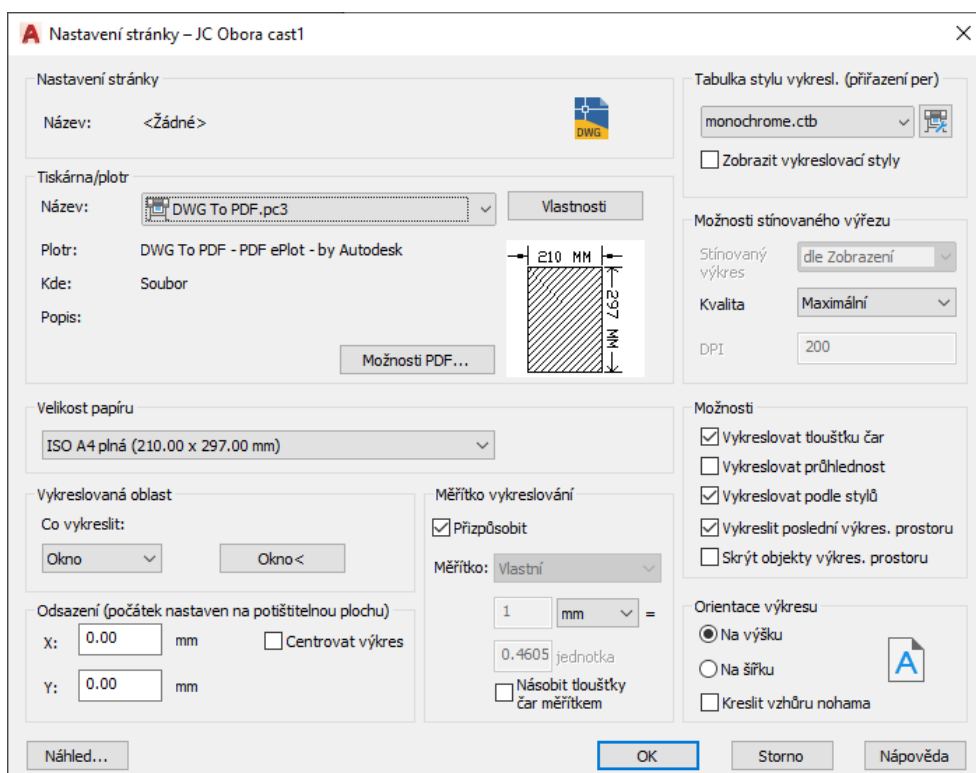 Nastavení stránky – JC Obora cast1
Nastavení stránky
Název: <Žádné>
DWG
Tabulka stylu vykresl. (přiřazení per)
monochrome.ctb
Zobrazit vykreslovací styly
Tiskárna/plotr
Název: DWG To PDF.pc3 Vlastnosti
Plotr: DWG To PDF - PDF ePlot - by Autodesk
Kde: Soubor
Popis:
210 MM
297 MM
Možnosti PDF...
Možnosti stínovaného výřezu
Stínovaný výkres dle Zobrazení
Kvalita Maximální
DPI 200
Velikost papíru
ISO A4 plná (210.00 x 297.00 mm)
Možnosti
Vykreslovat tloušťku čar
Vykreslovat průhlednost
Vykreslovat podle stylů
Vykreslit poslední výkres. prostoru
Skrýt objekty výkres. prostoru
Vykreslovaná oblast
Co vykreslit:
Okno Okno<
Měřítko vykreslování
Přizpůsobit
Měřítko: Vlastní
1 mm =
0.4605 jednotka
Násobit tloušťky
čar měřítkem
Odsazení (počátek nastaven na potištitelnou plochu)
X: 0.00 mm Centrovat výkres
Y: 0.00 mm
Orientace výkresu
Na výšku
Na šířku
Kreslit vzhůru nohama
A
Náhled... OK Storno Nápověda